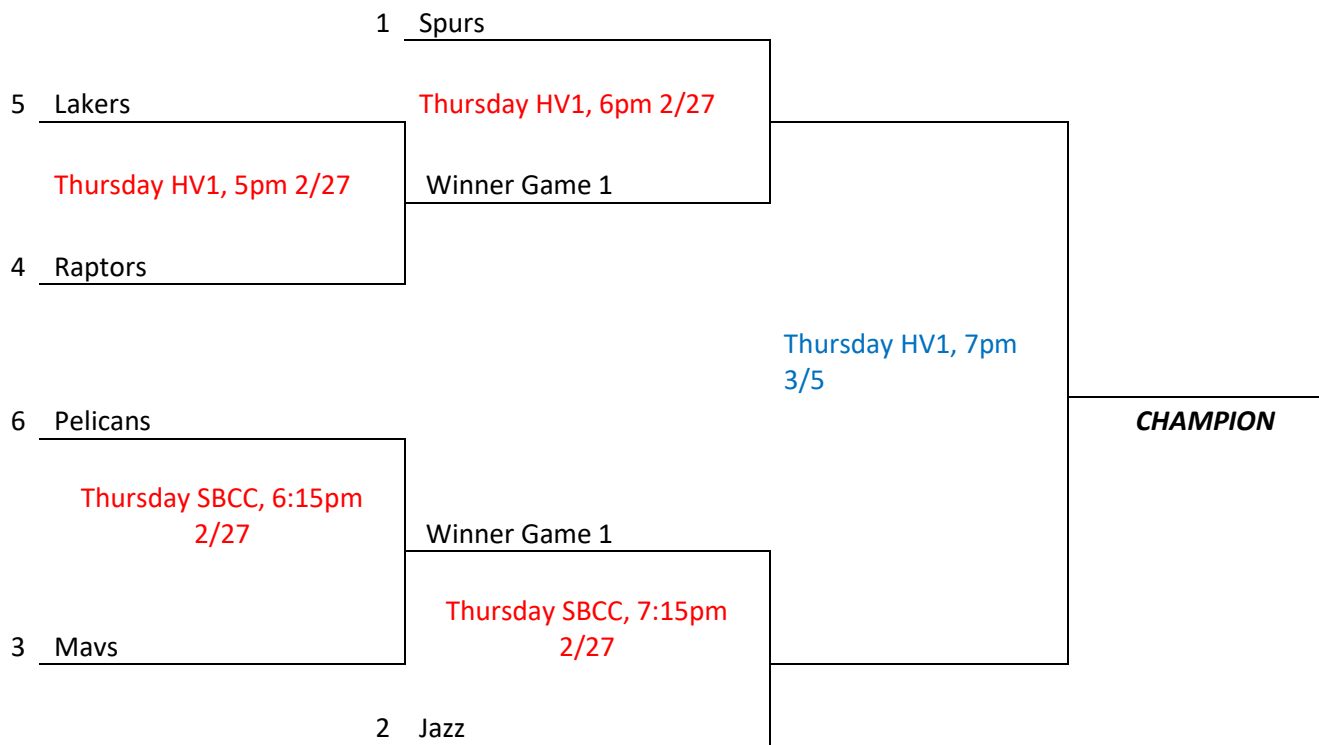 1 Spurs
5 Lakers
Thursday HV1, 6pm 2/27
Thursday HV1, 5pm 2/27
Winner Game 1
4 Raptors
Thursday HV1, 7pm
3/5
6 Pelicans
CHAMPION
Thursday SBCC, 6:15pm
2/27
Winner Game 1
Thursday SBCC, 7:15pm
2/27
3 Mavs
2 Jazz